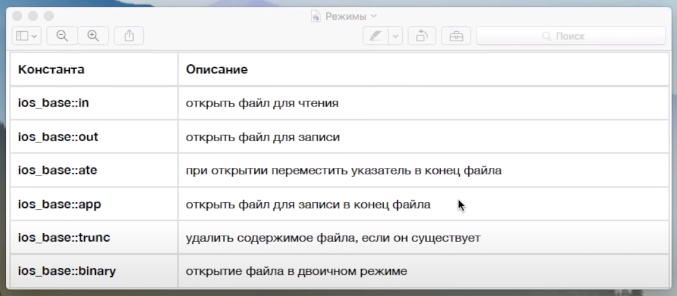 Режимы
Поиск
Константа Описание
ios_base::in открыть файл для чтения
ios_base::out открыть файл для записи
ios_base::ate при открытии переместить указатель в конец файла
ios_base::app открыть файл для записи в конец файла
ios_base::trunc удалить содержимое файла, если он существует
ios_base::binary открытие файла в двоичном режиме